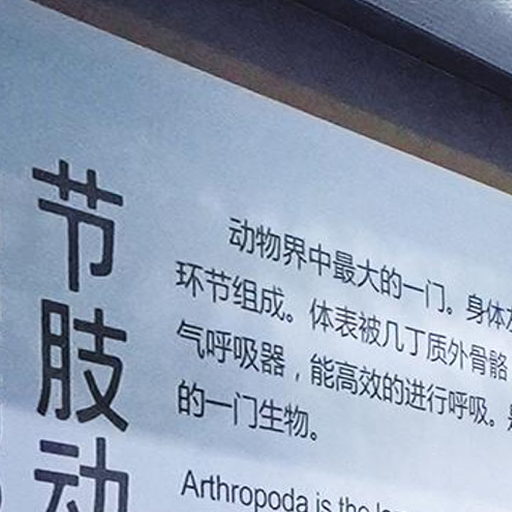 节肢动
动物界中最大的一门。身体
环节组成。体表被几丁质外骨骼
气呼吸器，能高效的进行呼吸。
的一门生物。
Arthropoda is the